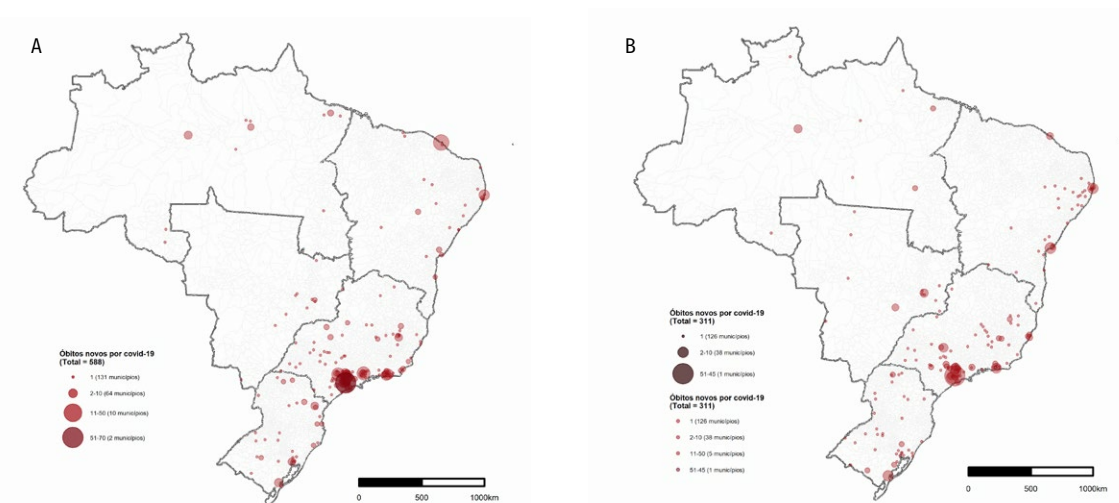 A
Óbitos novos por covid-19
(Total = 588)
1 (131 municípios)
2-10 (64 municípios)
11-50 (10 municípios)
51-70 (2 municípios)
0 500 1000km
B
Óbitos novos por covid-19
(Total = 311)
1 (126 municípios)
2-10 (38 municípios)
51-45 (1 município)
Óbitos novos por covid-19
(Total = 311)
1 (126 municípios)
2-10 (38 municípios)
11-50 (5 municípios)
51-45 (1 município)
0 500 1000km